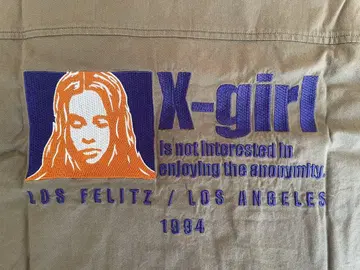 X-girl
is not interested in
enjoying the anonymity.
LOS FELITZ / LOS ANGELES
1994